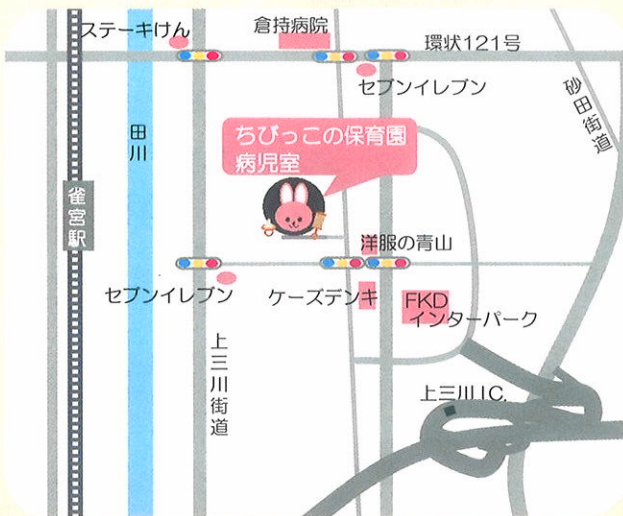 ステーキけん
倉持病院
環状121号
セブンイレブン
砂田街道
田川
ちびっこの保育園
病児室
雀宮駅
洋服の青山
セブンイレブン
ケーズデンキ
FKD
インターパーク
上三川街道
上三川I.C.